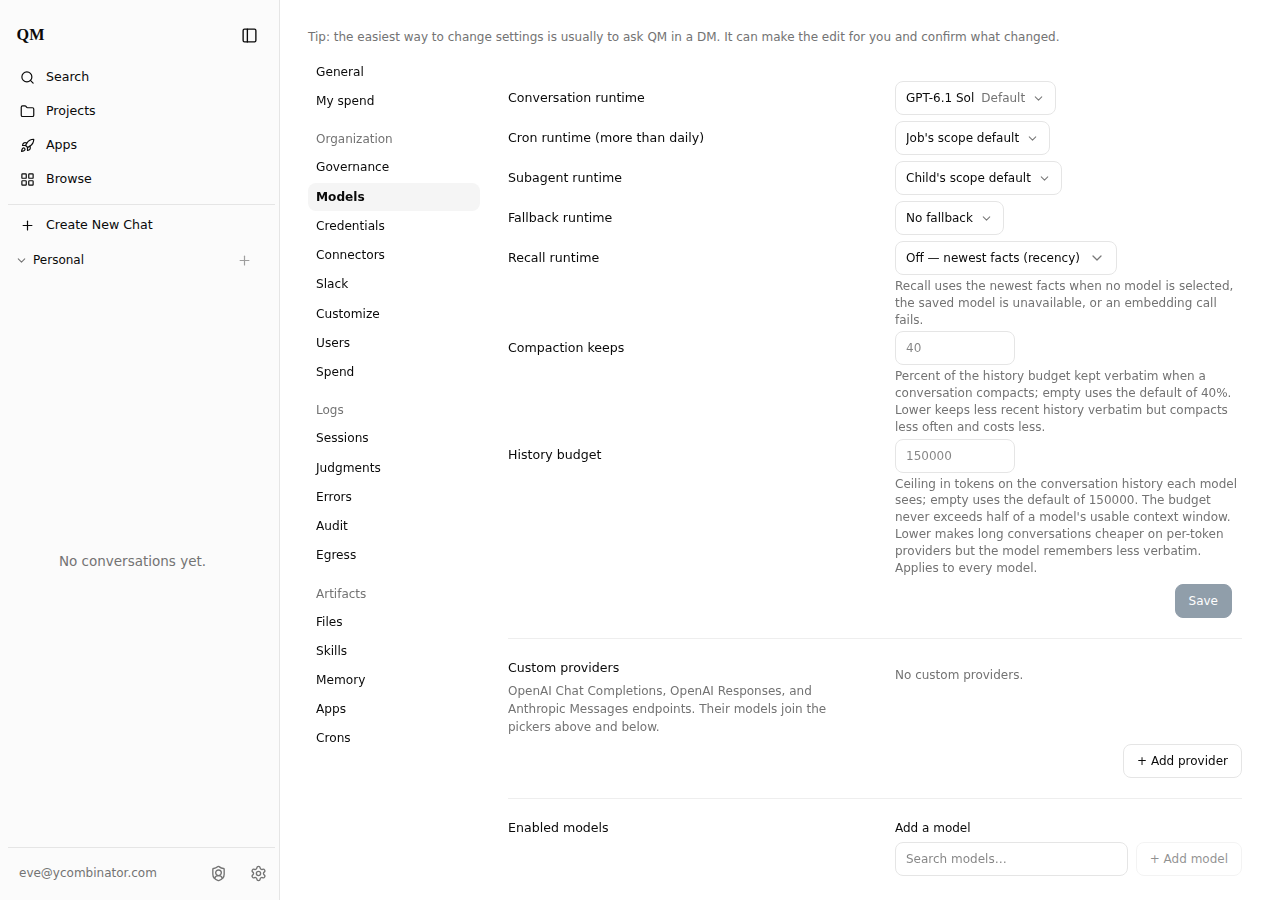 QM
Search
Projects
Apps
Browse
Create New Chat
Personal
No conversations yet.
eve@ycombinator.com
Tip: the easiest way to change settings is usually to ask QM in a DM. It can make the edit for you and confirm what changed.
General
My spend
Organization
Governance
Models
Credentials
Connectors
Slack
Customize
Users
Spend
Logs
Sessions
Judgments
Errors
Audit
Egress
Artifacts
Files
Skills
Memory
Apps
Crons
Conversation runtime
GPT-6.1 Sol Default
Cron runtime (more than daily)
Job's scope default
Subagent runtime
Child's scope default
Fallback runtime
No fallback
Recall runtime
Off — newest facts (recency)
Recall uses the newest facts when no model is selected,
the saved model is unavailable, or an embedding call
fails.
Compaction keeps
40
Percent of the history budget kept verbatim when a
conversation compacts; empty uses the default of 40%.
Lower keeps less recent history verbatim but compacts
less often and costs less.
History budget
150000
Ceiling in tokens on the conversation history each model
sees; empty uses the default of 150000. The budget
never exceeds half of a model's usable context window.
Lower makes long conversations cheaper on per-token
providers but the model remembers less verbatim.
Applies to every model.
Save
Custom providers
OpenAI Chat Completions, OpenAI Responses, and
Anthropic Messages endpoints. Their models join the
pickers above and below.
No custom providers.
+ Add provider
Enabled models
Add a model
Search models...
+ Add model